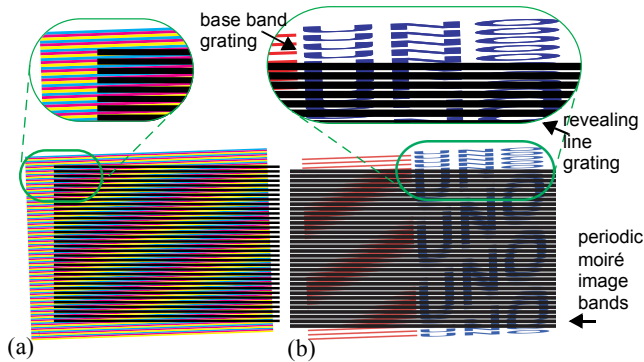 base band
grating
revealing
line
grating
UNO
UNO
UNO
UNO
periodic
moiré
image
bands
(a)
(b)